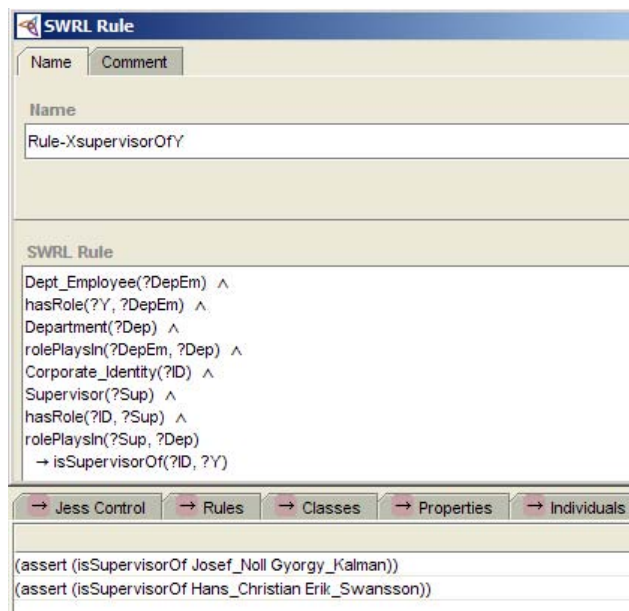 SWRL Rule
Name Comment
Name
Rule-XsupervisorOfY
SWRL Rule
Dept_Employee(?DepEm) ∧
hasRole(?Y, ?DepEm) ∧
Department(?Dep) ∧
rolePlaysIn(?DepEm, ?Dep) ∧
Corporate_Identity(?ID) ∧
Supervisor(?Sup) ∧
hasRole(?ID, ?Sup) ∧
rolePlaysIn(?Sup, ?Dep)
→ isSupervisorOf(?ID, ?Y)
→ Jess Control → Rules → Classes → Properties → Individuals
(assert (isSupervisorOf Josef_Noll Gyorgy_Kalman))
(assert (isSupervisorOf Hans_Christian Erik_Swansson))